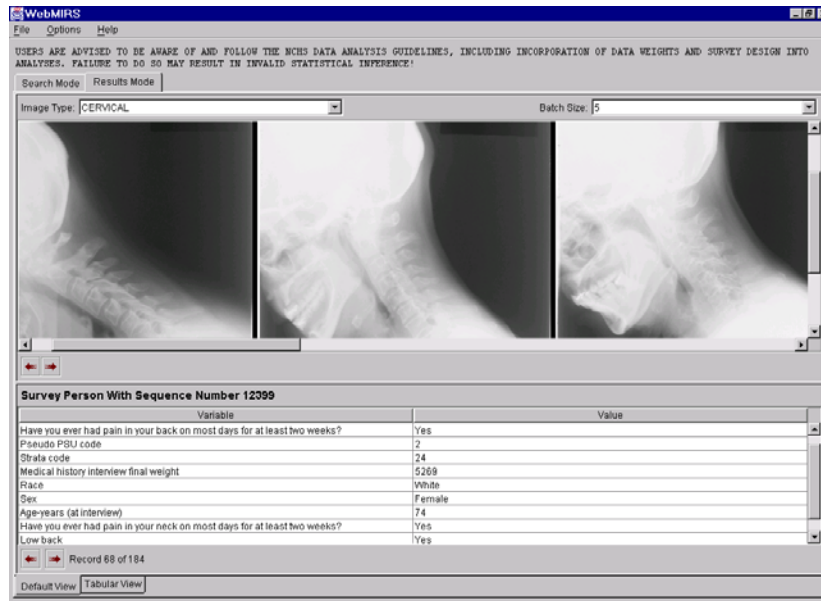 WebMIRS
File Options Help
USERS ARE ADVISED TO BE AWARE OF AND FOLLOW THE NCHS DATA ANALYSIS GUIDELINES, INCLUDING INCORPORATION OF DATA WEIGHTS AND SURVEY DESIGN INTO
ANALYSES. FAILURE TO DO SO MAY RESULT IN INVALID STATISTICAL INFERENCE!
Search Mode Results Mode
Image Type: CERVICAL Batch Size: 5
Survey Person With Sequence Number 12399
Variable Value
Have you ever had pain in your back on most days for at least two weeks? Yes
Pseudo PSU code 2
Strata code 24
Medical history interview final weight 5269
Race White
Sex Female
Age-years (at interview) 74
Have you ever had pain in your neck on most days for at least two weeks? Yes
Low back Yes
Record 68 of 184
Default View Tabular View